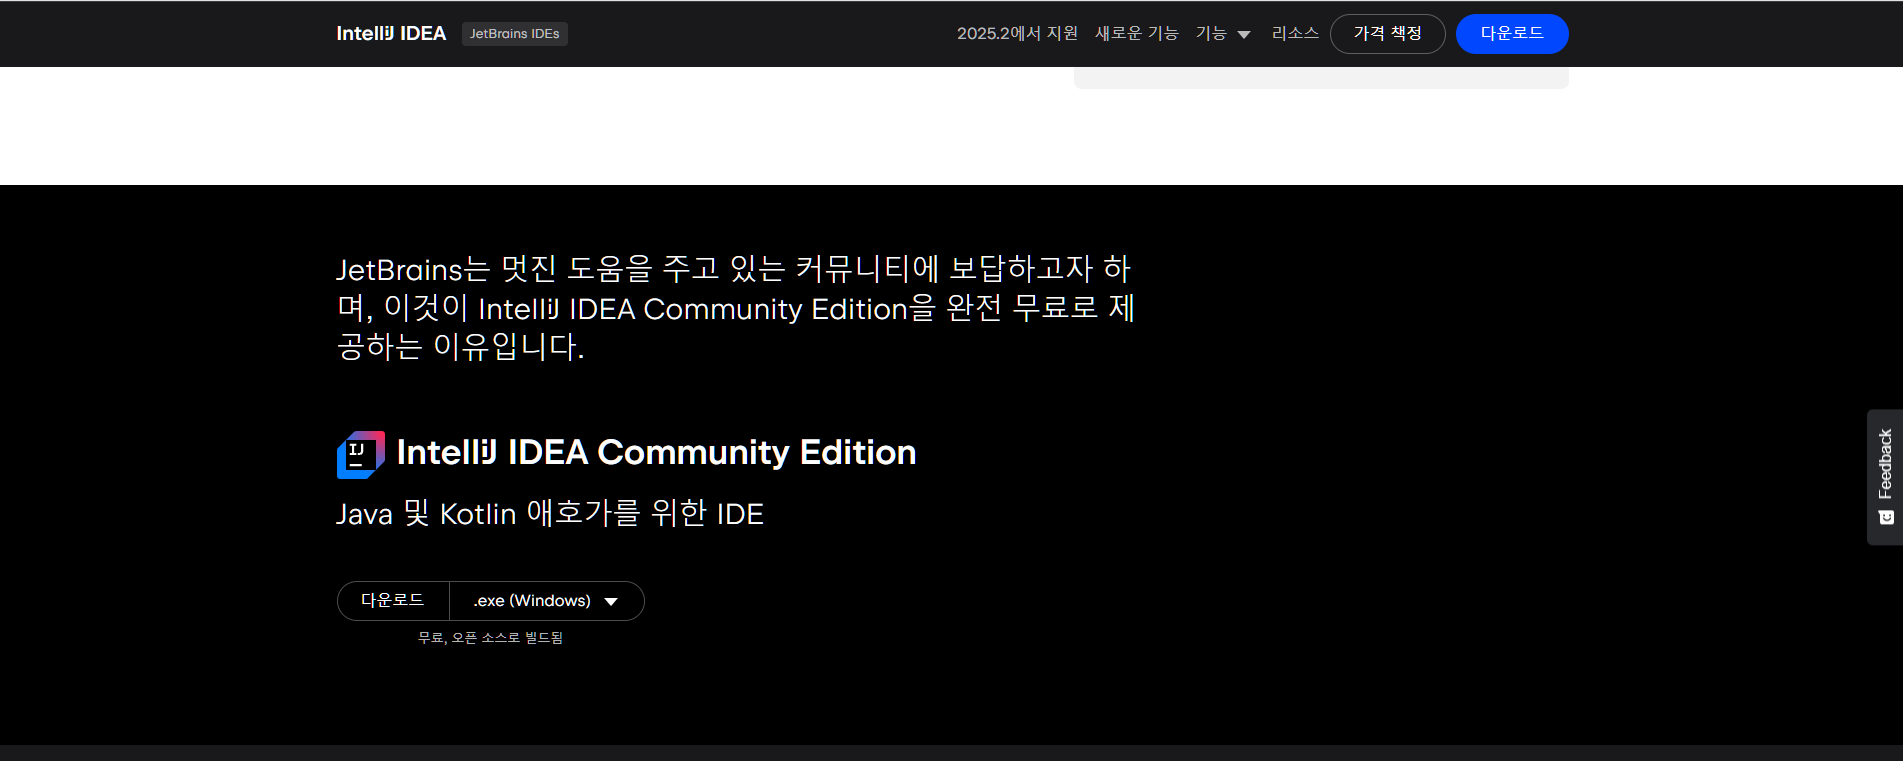 IntelliJ IDEA
JetBrains IDEs
2025.2에서 지원
새로운 기능
기능
리소스
가격 책정
다운로드
JetBrains는 멋진 도움을 주고 있는 커뮤니티에 보답하고자 하
며, 이것이 IntelliJ IDEA Community Edition을 완전 무료로 제
공하는 이유입니다.
IJ
IntelliJ IDEA Community Edition
Java 및 Kotlin 애호가를 위한 IDE
다운로드
.exe (Windows)
무료, 오픈 소스로 빌드됨
Feedback